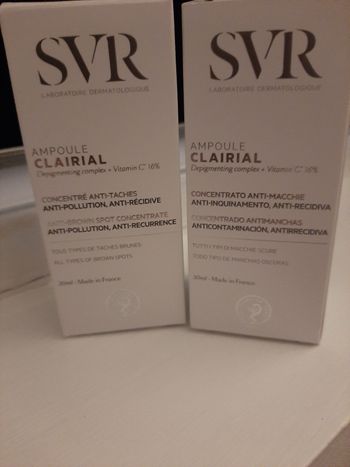 SVR
LABORATOIRE DERMATOLOGIQUE
AMPOULE
CLAIRIAL
Depigmenting complex + Vitamin C* 16%
CONCENTRÉ ANTI-TACHES
ANTI-POLLUTION, ANTI-RÉCIDIVE
ANTI-BROWN SPOT CONCENTRATE
ANTI-POLLUTION, ANTI-RECURRENCE
TOUS TYPES DE TACHES BRUNES
ALL TYPES OF BROWN SPOTS
30ml - Made in France
SVR
LABORATOIRE DERMATOLOGIQUE
AMPOULE
CLAIRIAL
Depigmenting complex + Vitamin C* 16%
CONCENTRATO ANTI-MACCHIE
ANTI-INQUINAMENTO, ANTI-RECIDIVA
CONCENTRADO ANTIMANCHAS
ANTICONTAMINACIÓN, ANTIRRECIDIVA
TUTTI I TIPI DI MACCHIE SCURE
TODO TIPO DE MANCHAS OSCURAS
30ml - Made in France